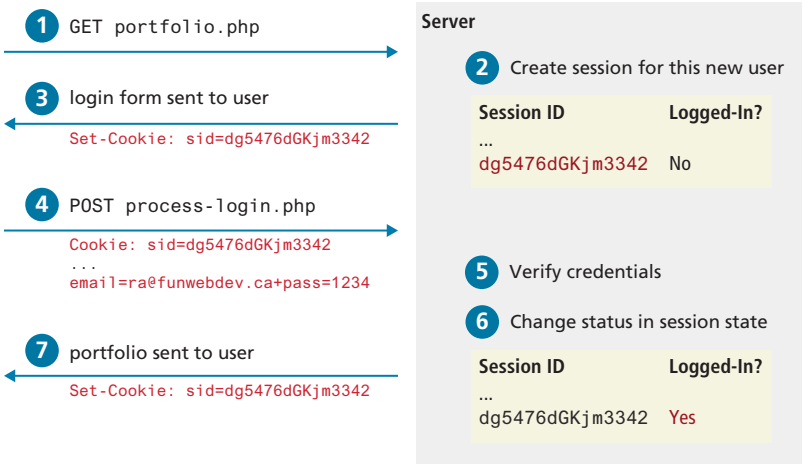 1 GET portfolio.php
Server
2 Create session for this new user
3 login form sent to user
Set-Cookie: sid=dg5476dGKjm3342
Session ID Logged-In?
...
dg5476dGKjm3342 No
4 POST process-login.php
Cookie: sid=dg5476dGKjm3342
...
email=ra@funwebdev.ca+pass=1234
5 Verify credentials
6 Change status in session state
7 portfolio sent to user
Set-Cookie: sid=dg5476dGKjm3342
Session ID Logged-In?
...
dg5476dGKjm3342 Yes